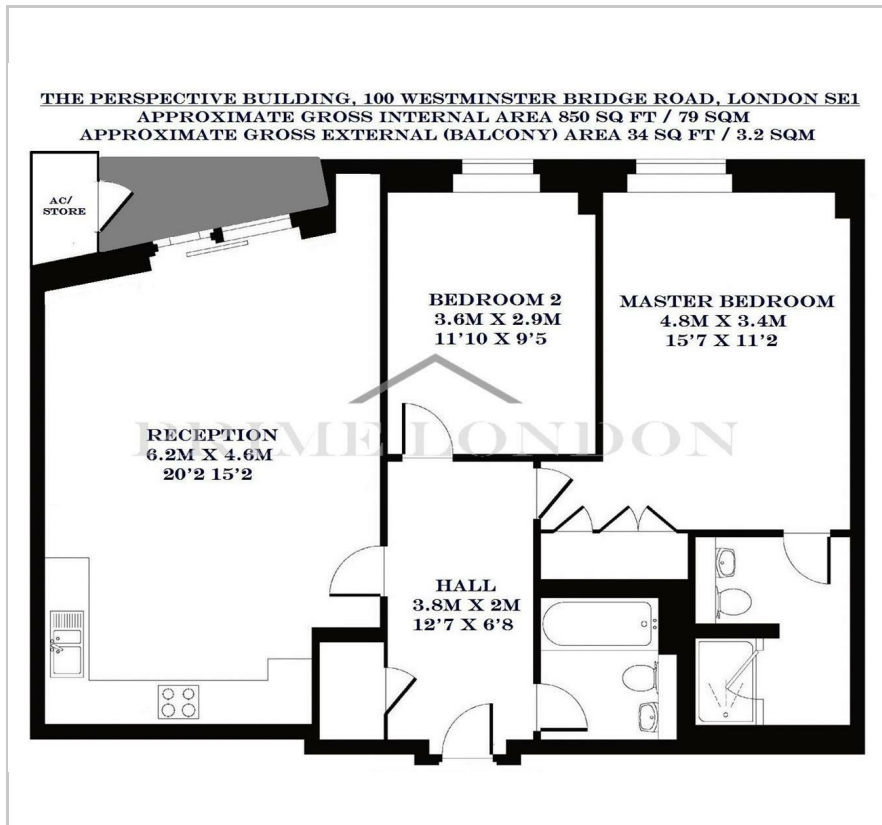 THE PERSPECTIVE BUILDING, 100 WESTMINSTER BRIDGE ROAD, LONDON SE1
APPROXIMATE GROSS INTERNAL AREA 850 SQ FT / 79 SQM
APPROXIMATE GROSS EXTERNAL (BALCONY) AREA 34 SQ FT / 3.2 SQM
AC/
STORE
BEDROOM 2
3.6M X 2.9M
11'10 X 9'5
MASTER BEDROOM
4.8M X 3.4M
15'7 X 11'2
PRIME LONDON
RECEPTION
6.2M X 4.6M
20'2 15'2
HALL
3.8M X 2M
12'7 X 6'8